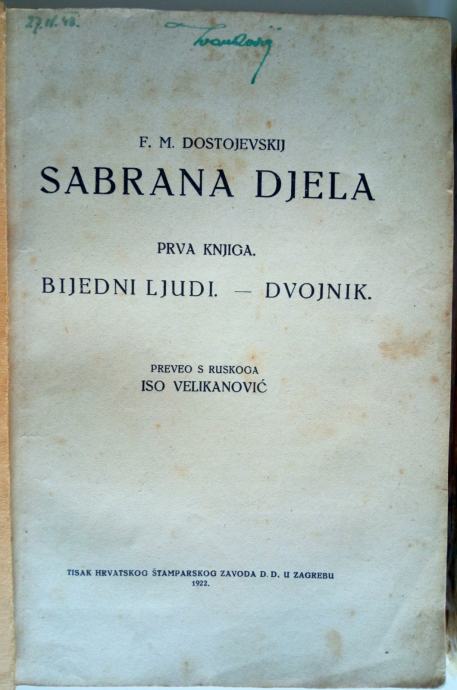 F. M. DOSTOJEVSKIJ
SABRANA DJELA
PRVA KNJIGA.
BIJEDNI LJUDI. — DVOJNIK.
PREVEO S RUSKOGA
ISO VELIKANOVIĆ
TISAK HRVATSKOG ŠTAMPARSKOG ZAVODA D. D. U ZAGREBU
1922.